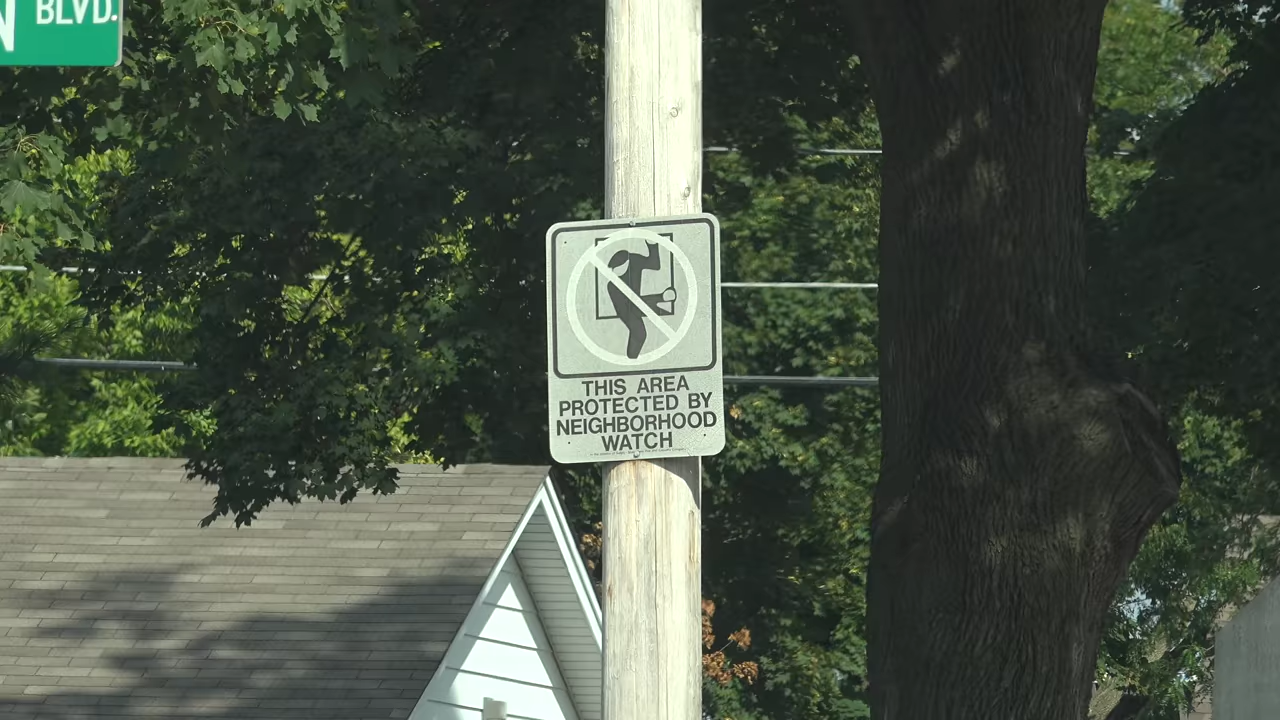 N BLVD.
THIS AREA
PROTECTED BY
NEIGHBORHOOD
WATCH